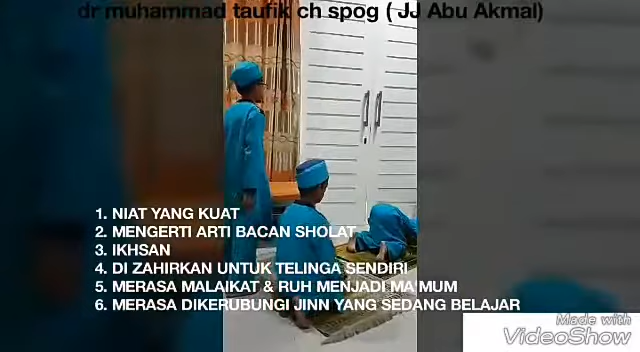 dr muhammad taufik ch spog ( JJ Abu Akmal)
1. NIAT YANG KUAT
2. MENGERTI ARTI BACAN SHOLAT
3. IKHSAN
4. DI ZAHIRKAN UNTUK TELINGA SENDIRI
5. MERASA MALAIKAT & RUH MENJADI MA'MUM
6. MERASA DIKERUBUNGI JINN YANG SEDANG BELAJAR
Made with
VideoShow